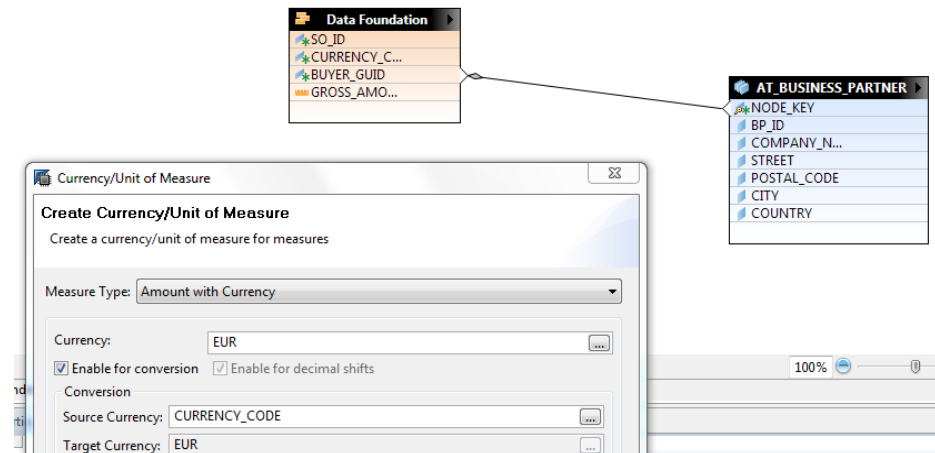 Data Foundation
SO_ID
CURRENCY_C...
BUYER_GUID
GROSS_AMO...
AT_BUSINESS_PARTNER
NODE_KEY
BP_ID
COMPANY_N...
STREET
POSTAL_CODE
CITY
COUNTRY
Currency/Unit of Measure
Create Currency/Unit of Measure
Create a currency/unit of measure for measures
Measure Type: Amount with Currency
Currency: EUR ...
Enable for conversion Enable for decimal shifts
Conversion
Source Currency: CURRENCY_CODE ...
Target Currency: EUR ...
100%